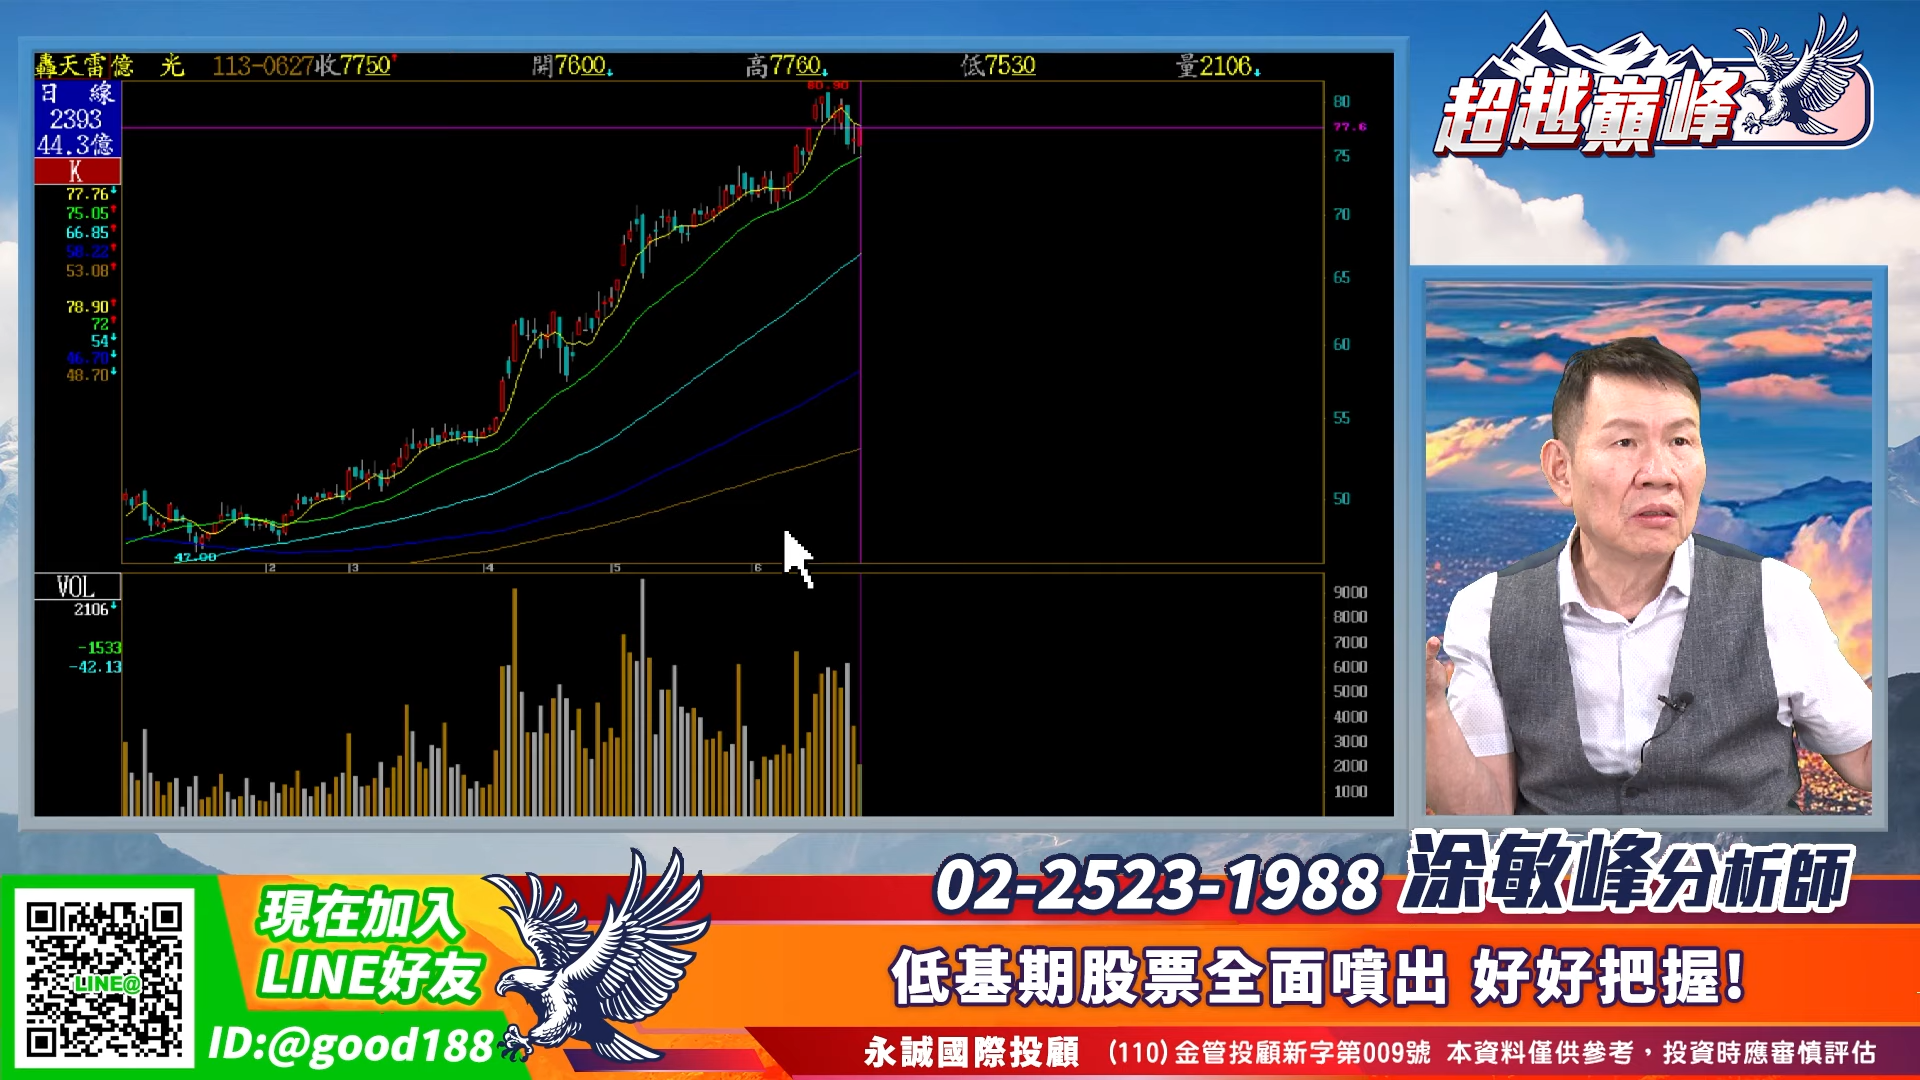 轟天雷億 光 113-0627收7750↑ 開7600↓ 高7760↓ 低7530 量2106↓
日 線
2393
44.3億
K
77.76↓
75.05↑
66.85↑
58.22↑
53.08↑
78.90↑
72↑
54↓
46.70↓
48.70↓
80.90
47.00
80
77.6
75
70
65
60
55
50
2
3
4
5
6
VOL
2106↓
-1533
-42.13
9000
8000
7000
6000
5000
4000
3000
2000
1000
超越巔峰
02-2523-1988 涂敏峰分析師
現在加入
LINE好友
ID:@good188
LINE@
低基期股票全面噴出 好好把握!
永誠國際投顧 (110)金管投顧新字第009號 本資料僅供參考,投資時應審慎評估